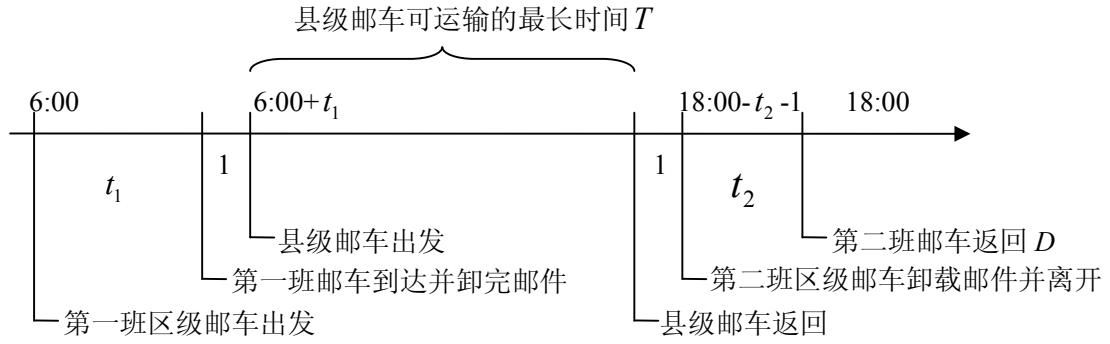 县级邮车可运输的最长时间T
6:00 6:00+t₁ 18:00-t₂-1 18:00
t₁ 1 1 t₂
县级邮车出发 第二班邮车返回D
第一班邮车到达并卸完邮件 第二班区级邮车卸载邮件并离开
第一班区级邮车出发 县级邮车返回